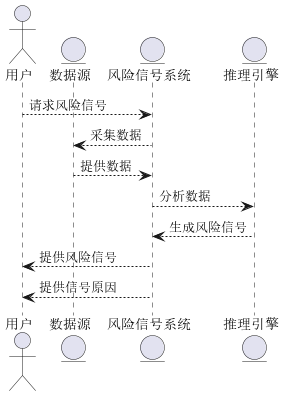 用户 数据源 风险信号系统 推理引擎
请求风险信号
采集数据
提供数据
分析数据
生成风险信号
提供风险信号
提供信号原因
用户 数据源 风险信号系统 推理引擎